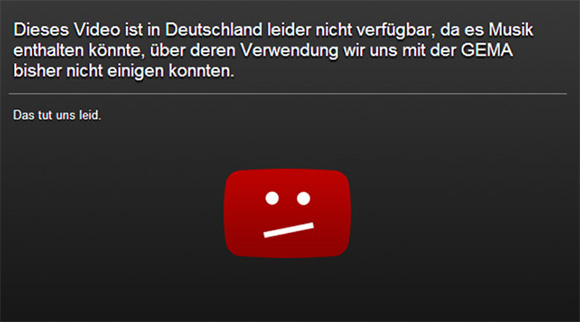 Dieses Video ist in Deutschland leider nicht verfügbar, da es Musik
enthalten könnte, über deren Verwendung wir uns mit der GEMA
bisher nicht einigen konnten.
Das tut uns leid.